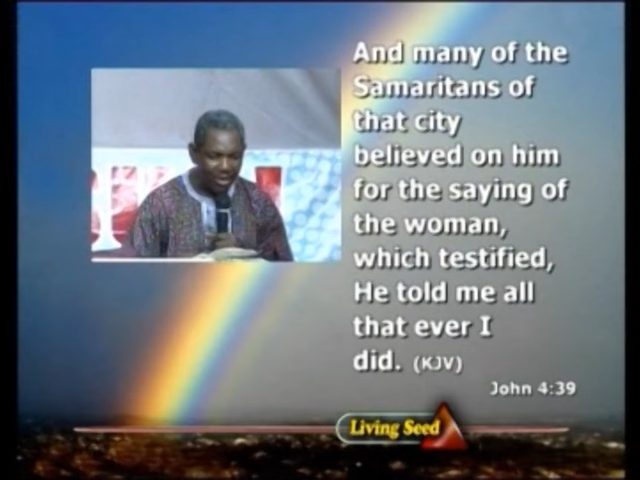 And many of the
Samaritans of
that city
believed on him
for the saying of
the woman,
which testified,
He told me all
that ever I
did. (KJV)
John 4:39
Living Seed